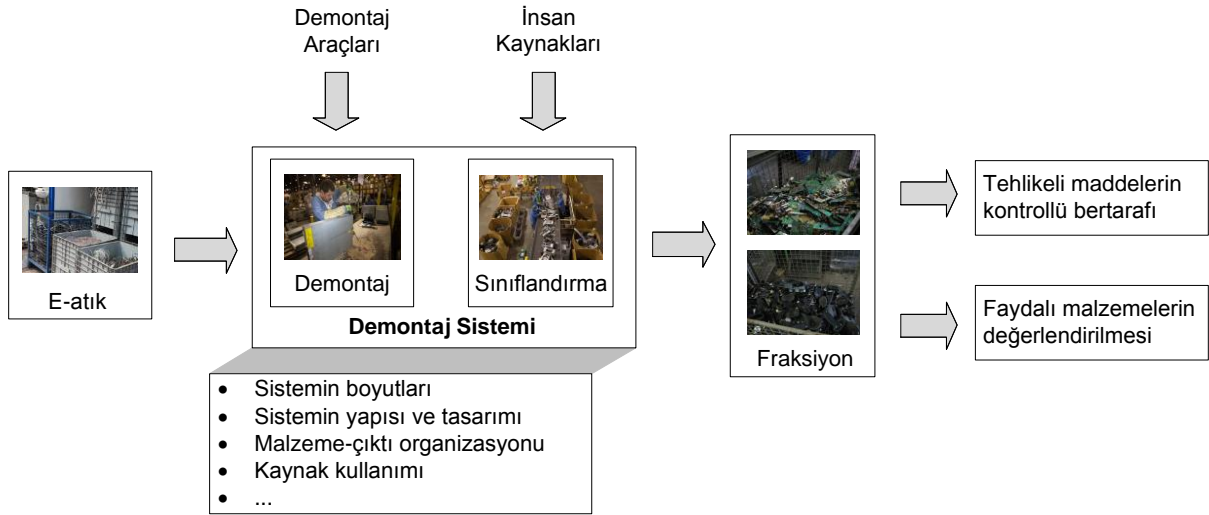 Demontaj
Araçları
İnsan
Kaynakları
E-atık
Demontaj
Sınıflandırma
Demontaj Sistemi
Fraksiyon
Tehlikeli maddelerin
kontrollü bertarafı
Faydalı malzemelerin
değerlendirilmesi
• Sistemin boyutları
• Sistemin yapısı ve tasarımı
• Malzeme-çıktı organizasyonu
• Kaynak kullanımı
• ...